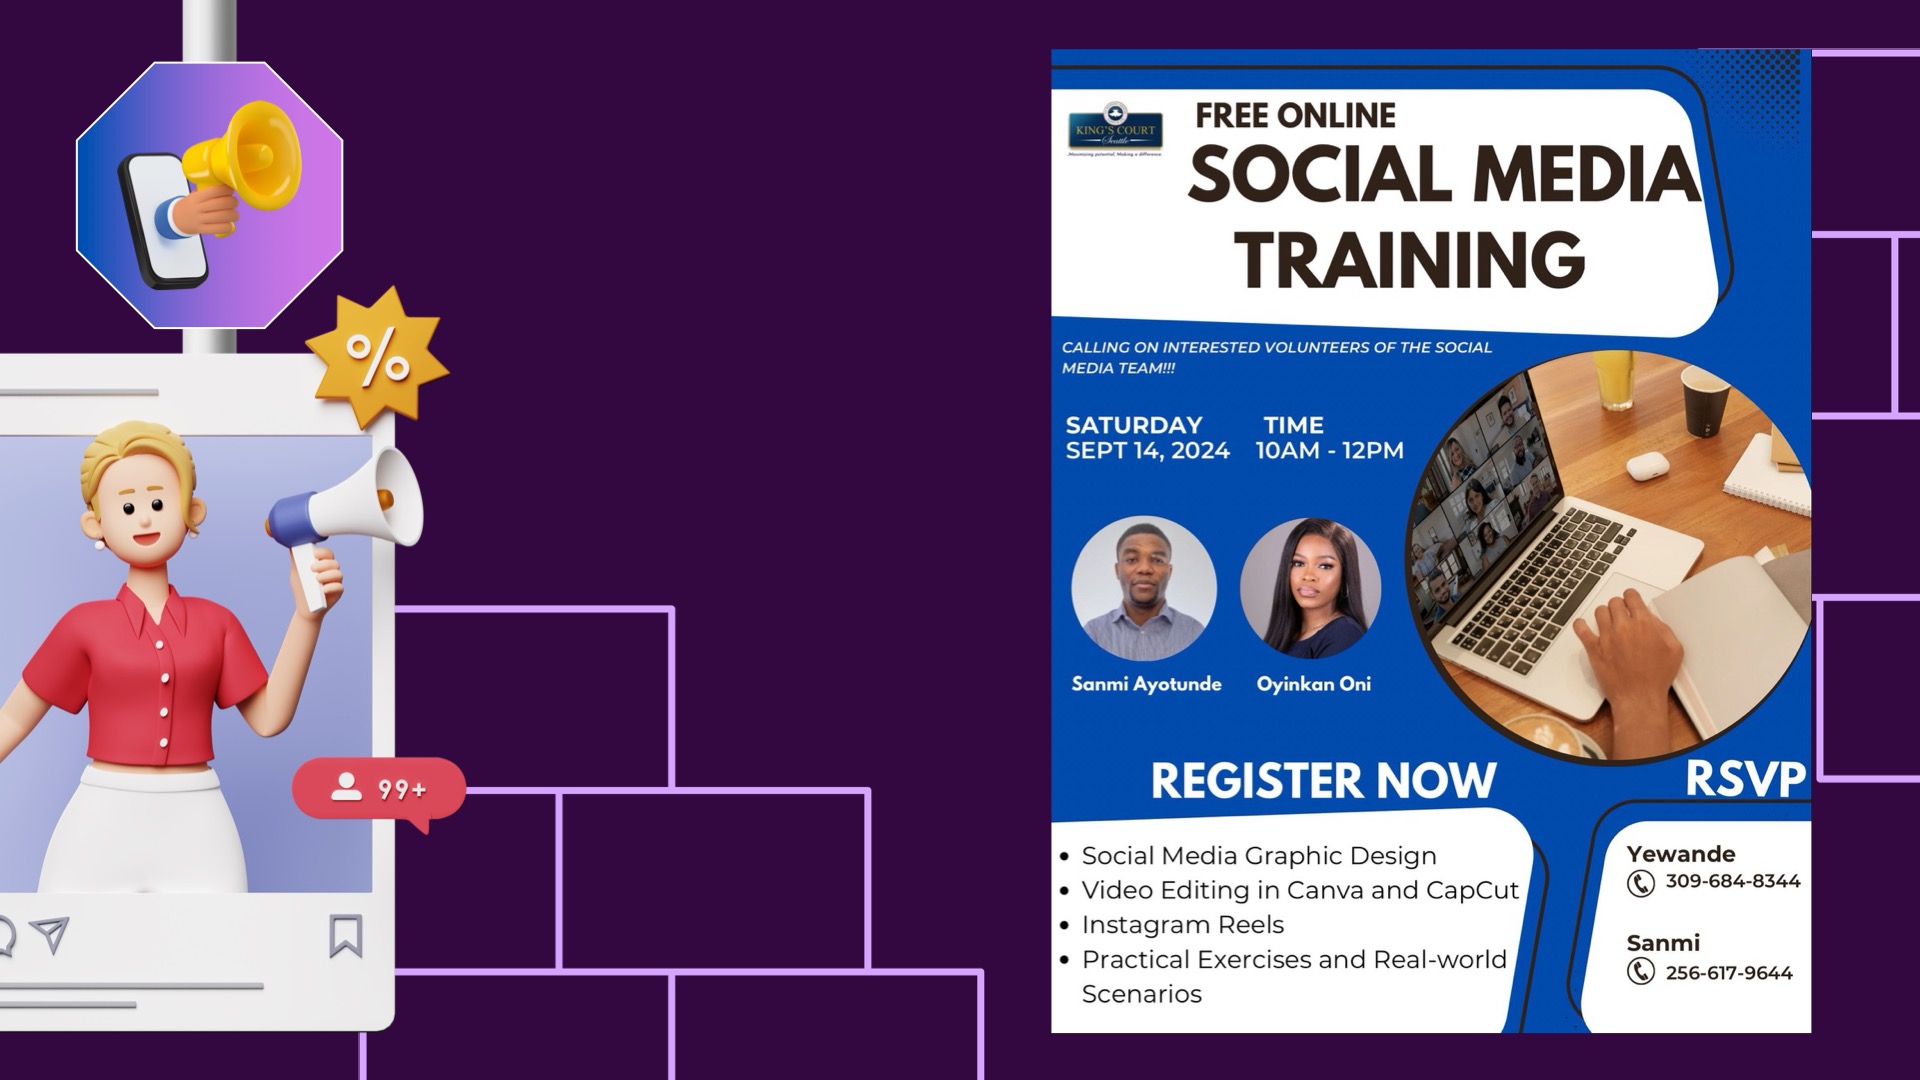 %
99+
KING'S COURT
Seattle
...Maximizing potential, Making a difference.
FREE ONLINE
SOCIAL MEDIA
TRAINING
CALLING ON INTERESTED VOLUNTEERS OF THE SOCIAL
MEDIA TEAM!!!
SATURDAY TIME
SEPT 14, 2024 10AM - 12PM
Sanmi Ayotunde Oyinkan Oni
REGISTER NOW
RSVP
• Social Media Graphic Design
• Video Editing in Canva and CapCut
• Instagram Reels
• Practical Exercises and Real-world
Scenarios
Yewande
309-684-8344
Sanmi
256-617-9644